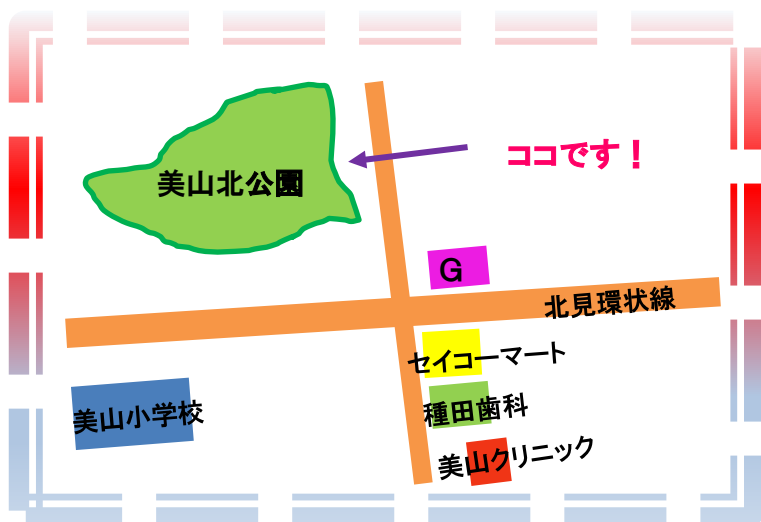 ココです！
美山北公園
G
北見環状線
セイコーマート
種田歯科
美山小学校
美山クリニック